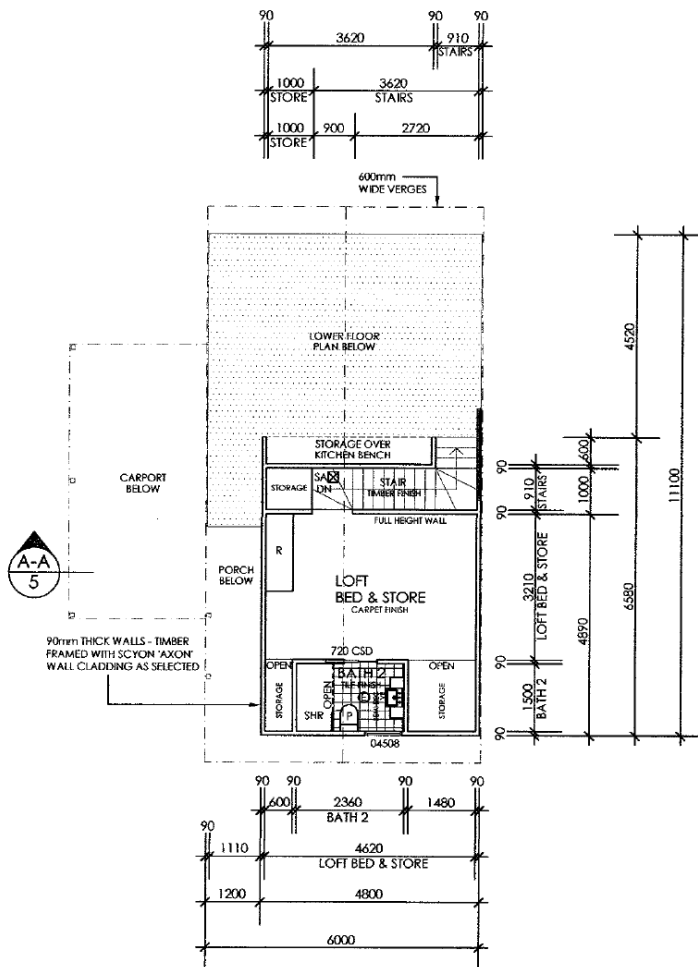 90 90 90
3620 910
STAIRS
1000 3620
STORE STAIRS
1000 900 2720
STORE
600mm
WIDE VERGES
LOWER FLOOR
PLAN BELOW
4520
11100
STORAGE OVER
KITCHEN BENCH
600
90
CARPORT
BELOW
STORAGE
SA
DN
STAIR
TIMBER FINISH
910
STAIRS
1000
90
FULL HEIGHT WALL
R
A-A
5
PORCH
BELOW
LOFT
BED & STORE
CARPET FINISH
3210
LOFT BED & STORE
4890
6580
90mm THICK WALLS - TIMBER
FRAMED WITH SCYON 'AXON'
WALL CLADDING AS SELECTED
720 CSD
OPEN
BATH 2
TILE FINISH
OPEN
90
STORAGE
OPEN
SHR
P
STORAGE
1500
BATH 2
04508
90
90 90 90 90
600 2360 1480
BATH 2
90
1110 4620
LOFT BED & STORE
1200 4800
6000